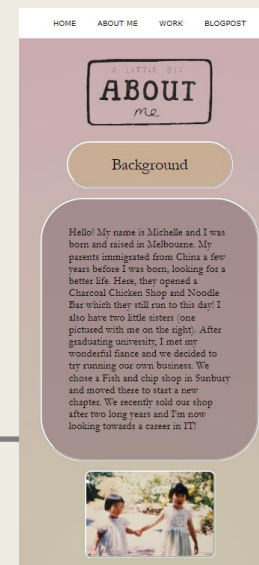 HOME ABOUT ME WORK BLOGPOST
A LITTLE BIT
ABOUT
me
Background
Hello! My name is Michelle and I was
born and raised in Melbourne. My
parents immigrated from China a few
years before I was born, looking for a
better life. Here, they opened a
Charcoal Chicken Shop and Noodle
Bar which they still run to this day! I
also have two little sisters (one
pictured with me on the right). After
graduating university, I met my
wonderful fiance and we decided to
try running our own business. We
chose a Fish and chip shop in Sunbury
and moved there to start a new
chapter. We recently sold our shop
after two long years and I'm now
looking towards a career in IT!